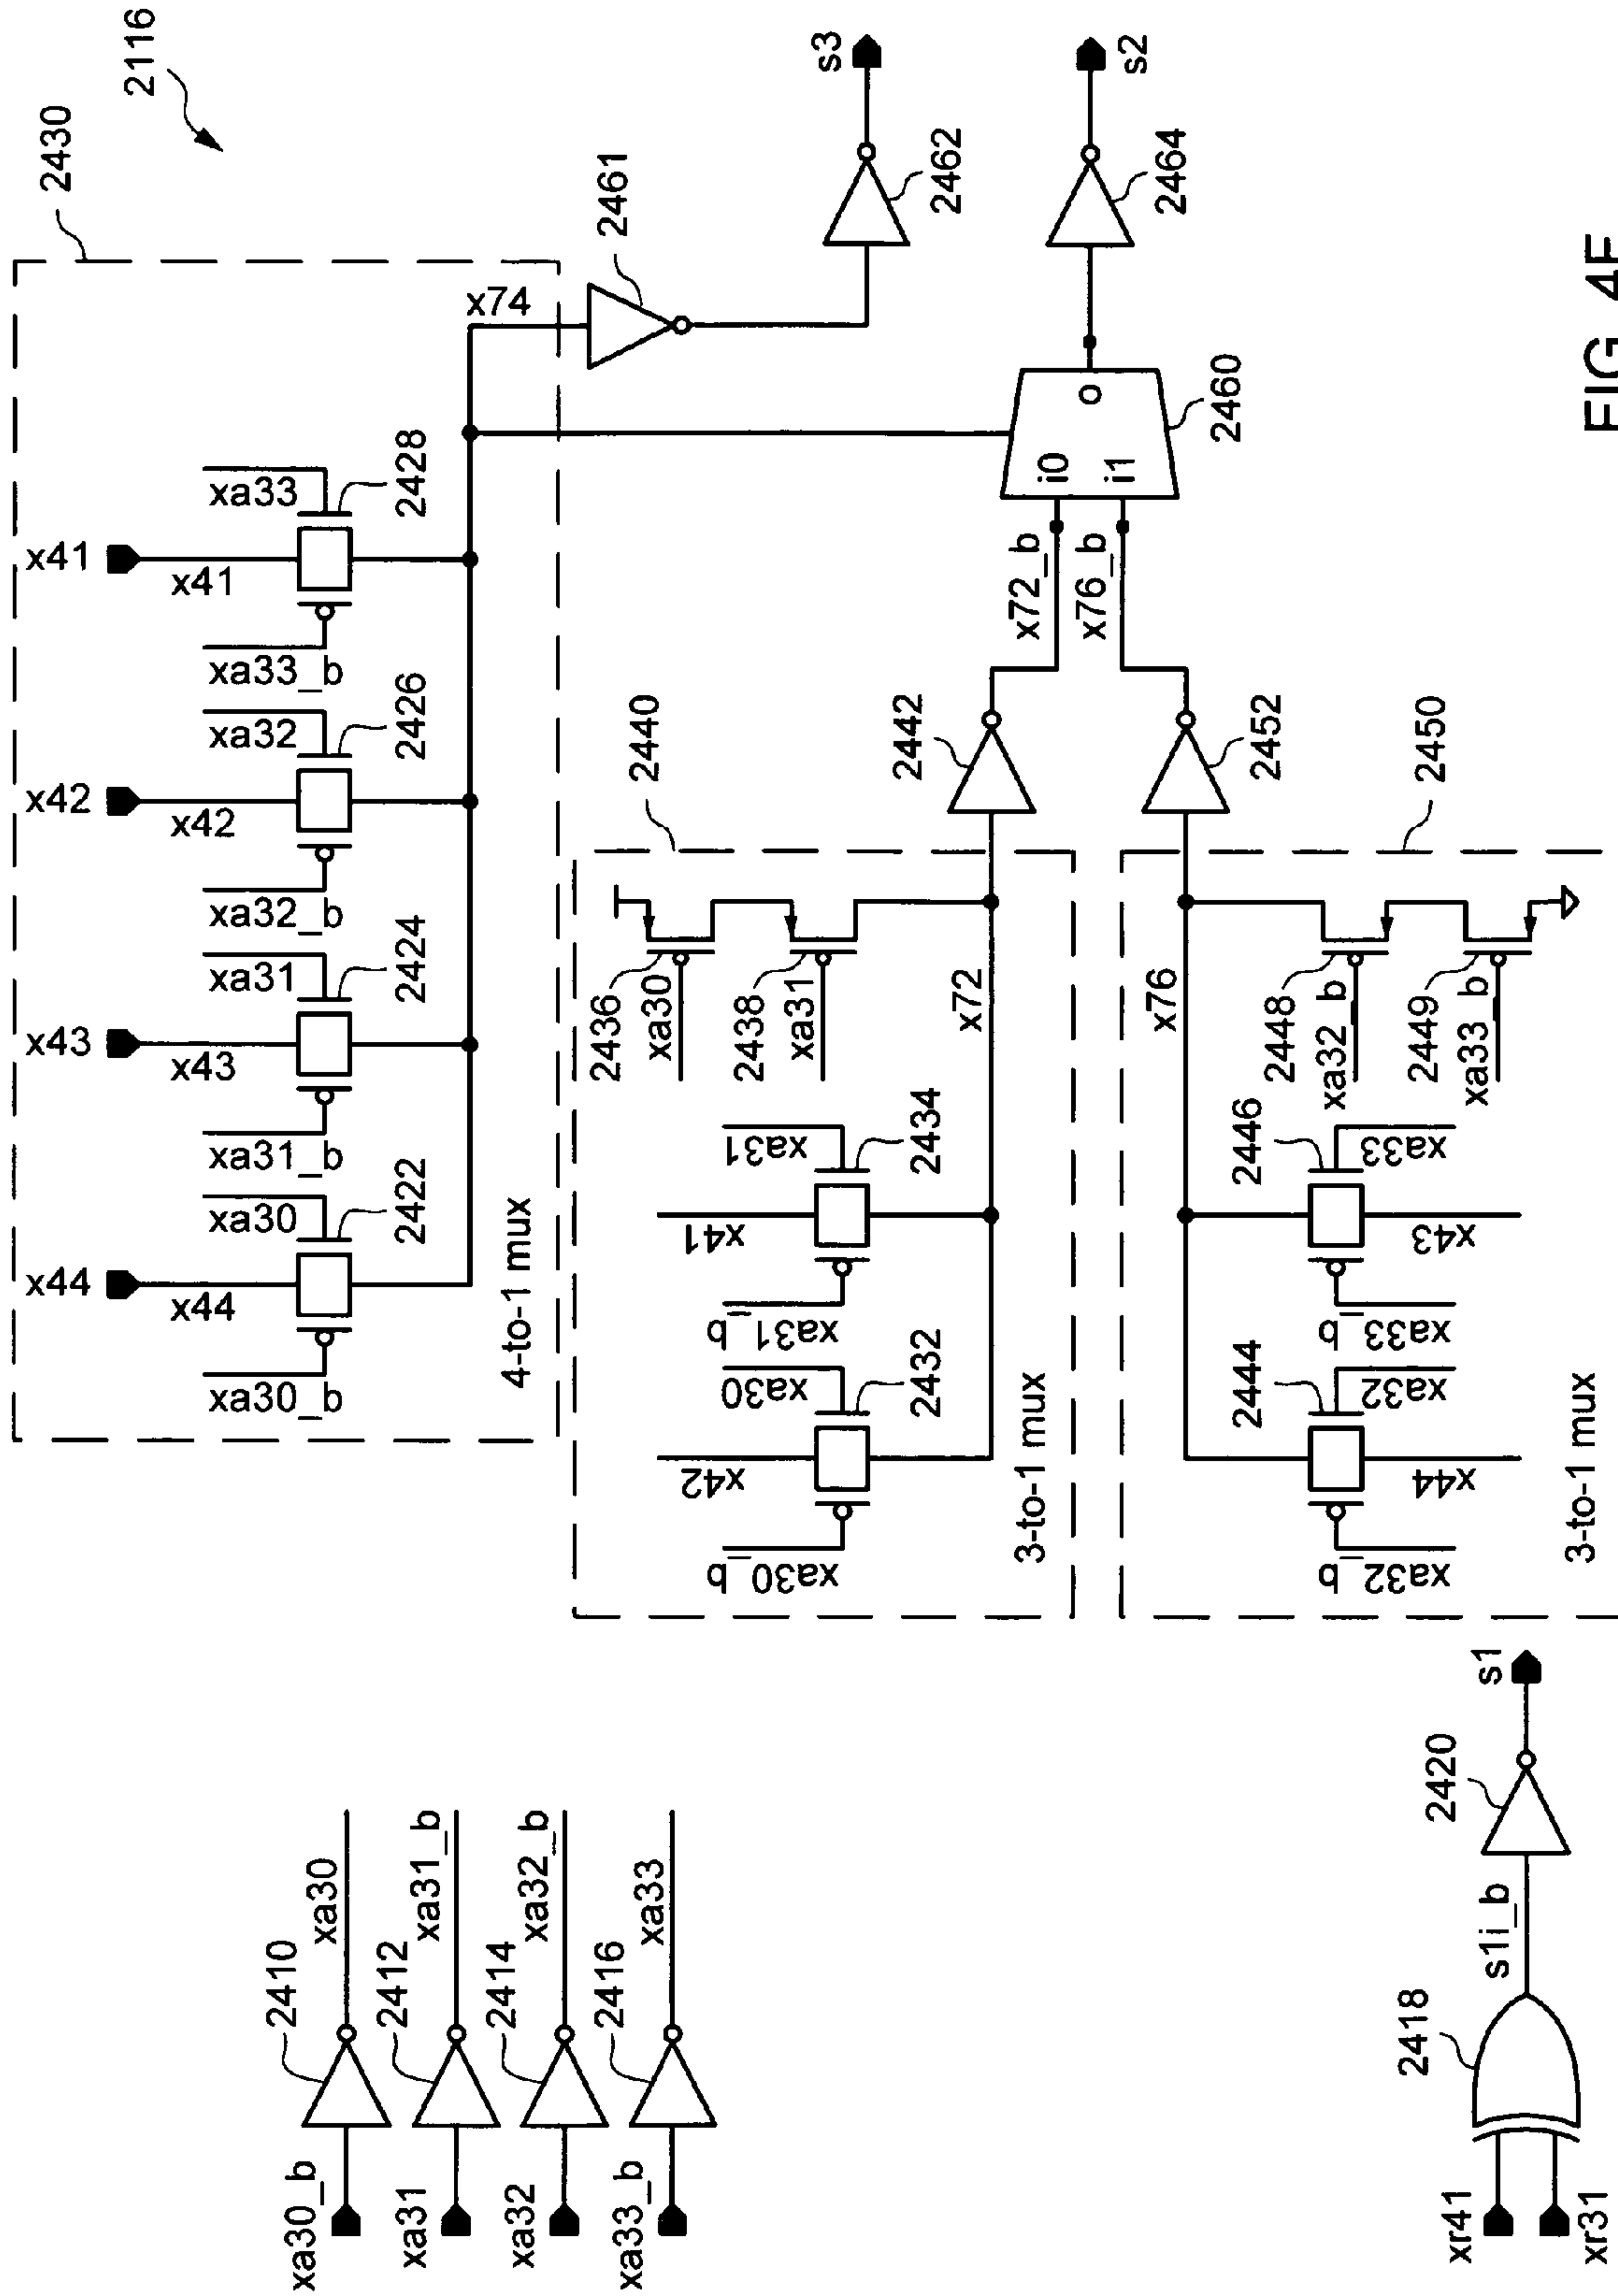 2116
2430
x44
x43
x42
x41
x44
x43
x42
x41
xa30_b
xa30
2422
xa31_b
xa31
2424
xa32_b
xa32
2426
xa33_b
xa33
2428
4-to-1 mux
x74
2461
s3
2462
xa30_b
2410
xa30
xa31
2412
xa31_b
xa32
2414
xa32_b
xa33_b
2416
xa33
2440
x42
xa30_b
xa30
2432
x41
xa31_b
xa31
2434
2436
xa30
2438
xa31
x72
3-to-1 mux
2442
x72_b
x76_b
i0
i1
o
2460
s2
2464
2452
2450
x76
2444
xa32_b
xa32
x44
2446
xa33_b
xa33
x43
2448
xa32_b
2449
xa33_b
3-to-1 mux
xr41
xr31
2418
s1i_b
2420
s1